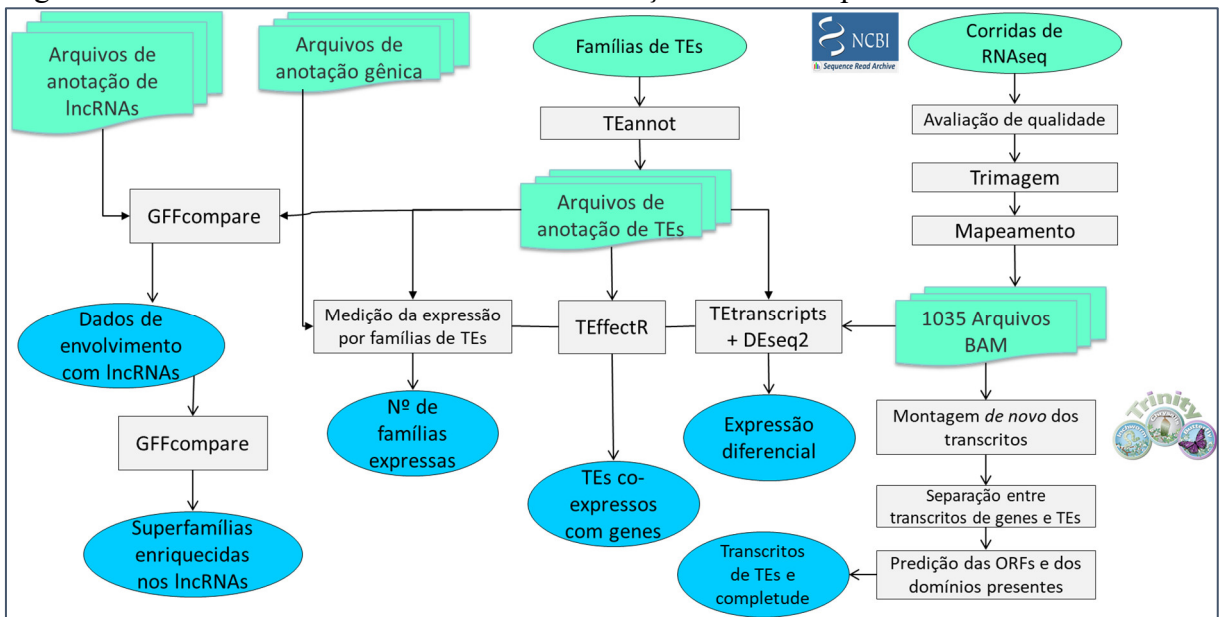 Arquivos de
anotação de
lncRNAs
Arquivos de
anotação gênica
Famílias de TEs
NCBI
Sequence Read Archive
Corridas de
RNAseq
TEannot
Avaliação de qualidade
Trimagem
Mapeamento
GFFcompare
Arquivos de
anotação de TEs
Dados de
envolvimento
com lncRNAs
Medição da expressão
por famílias de TEs
TEffectR
TEtranscripts
+ DEseq2
1035 Arquivos
BAM
GFFcompare
Nº de
famílias
expressas
Expressão
diferencial
Montagem de novo dos
transcritos
Trinity
Superfamílias
enriquecidas
nos lncRNAs
TEs co-
expressos
com genes
Separação entre
transcritos de genes e TEs
Transcritos
de TEs e
completude
Predição das ORFs e dos
domínios presentes